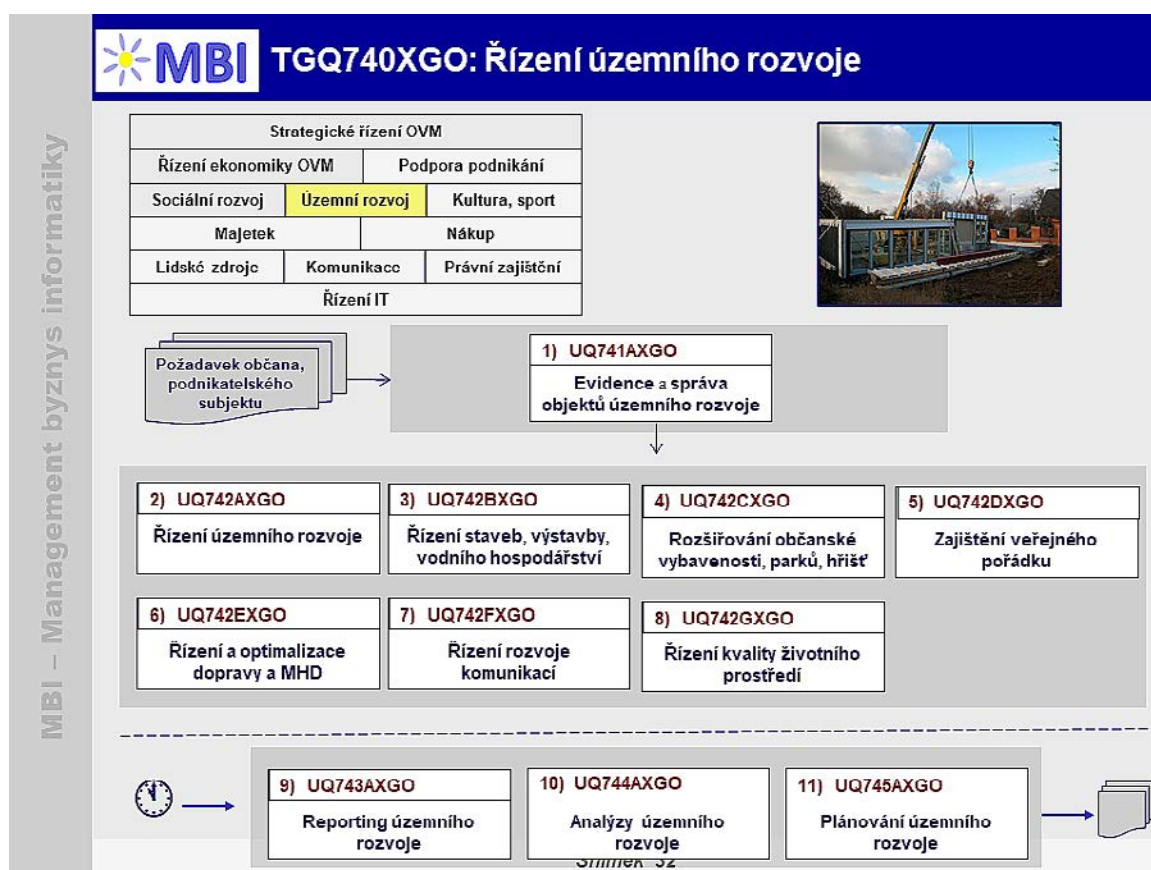 MBI
TGQ740XGO: Řízení územního rozvoje
MBI – Management byznys informatiky
Strategické řízení OVM
Řízení ekonomiky OVM
Podpora podnikání
Sociální rozvoj
Územní rozvoj
Kultura, sport
Majetek
Nákup
Lidské zdroje
Komunikace
Právní zajištění
Řízení IT
Požadavek občana,
podnikatelského
subjektu
1) UQ741AXGO
Evidence a správa
objektů územního rozvoje
2) UQ742AXGO
Řízení územního rozvoje
3) UQ742BXGO
Řízení staveb, výstavby,
vodního hospodářství
4) UQ742CXGO
Rozšiřování občanské
vybavenosti, parků, hřišť
5) UQ742DXGO
Zajištění veřejného
pořádku
6) UQ742EXGO
Řízení a optimalizace
dopravy a MHD
7) UQ742FXGO
Řízení rozvoje
komunikací
8) UQ742GXGO
Řízení kvality životního
prostředí
9) UQ743AXGO
Reporting územního
rozvoje
10) UQ744AXGO
Analýzy územního
rozvoje
11) UQ745AXGO
Plánování územního
rozvoje
Snímek 32